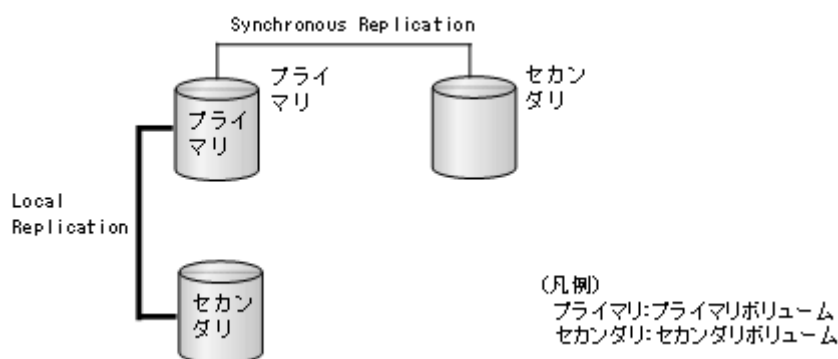 Synchronous Replication
プライ
マリ
セカン
ダリ
プライ
マリ
Local
Replication
セカン
ダリ
(凡例)
プライマリ:プライマリボリューム
セカンダリ:セカンダリボリューム